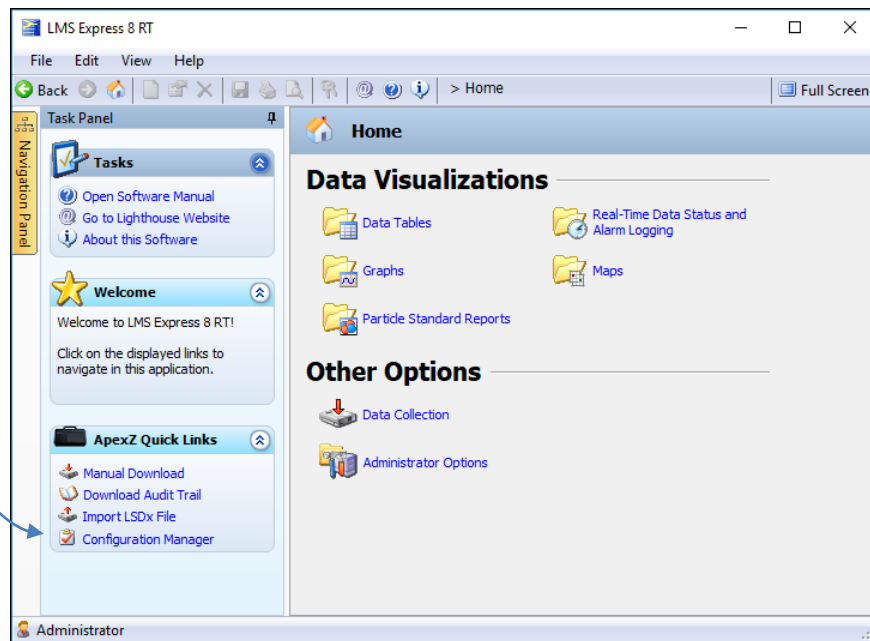 LMS Express 8 RT
File Edit View Help
Back > Home Full Screen
Navigation Panel
Task Panel
Tasks
Open Software Manual
Go to Lighthouse Website
About this Software
Welcome
Welcome to LMS Express 8 RT!
Click on the displayed links to
navigate in this application.
ApexZ Quick Links
Manual Download
Download Audit Trail
Import LSDx File
Configuration Manager
Home
Data Visualizations
Data Tables
Real-Time Data Status and
Alarm Logging
Graphs
Maps
Particle Standard Reports
Other Options
Data Collection
Administrator Options
Administrator